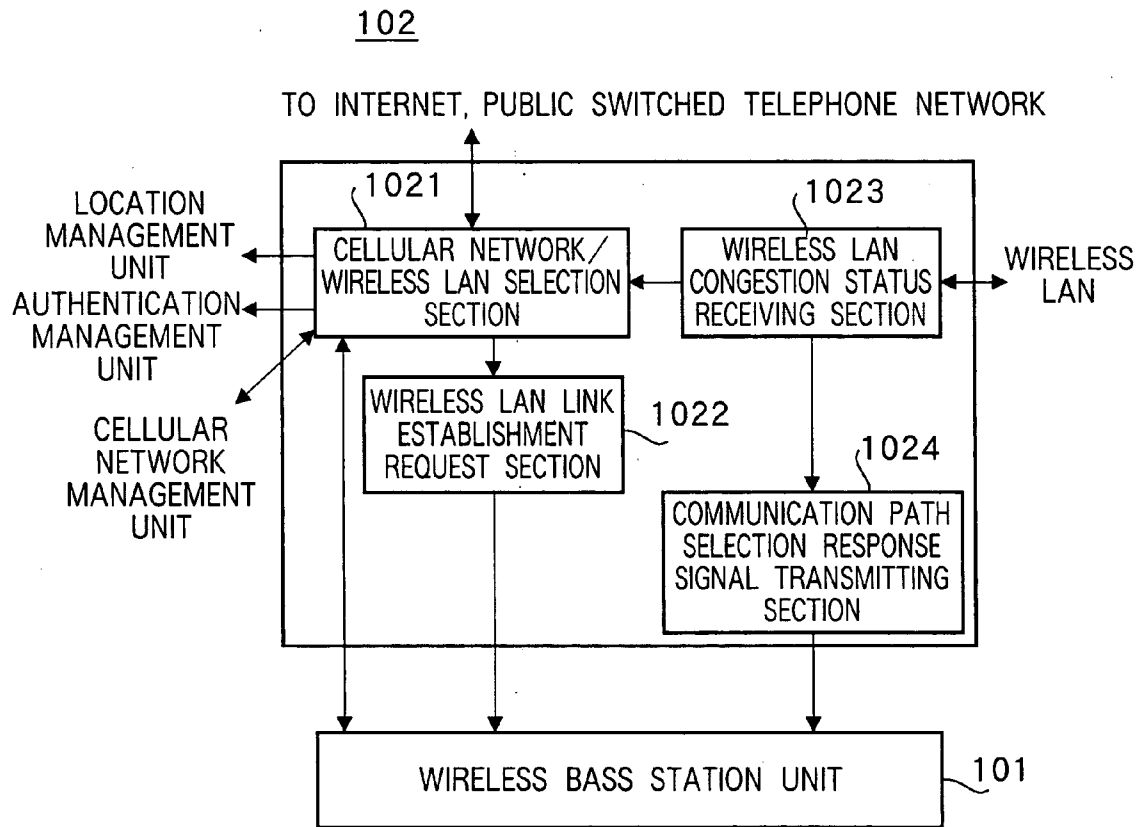 102
TO INTERNET, PUBLIC SWITCHED TELEPHONE NETWORK
1021
1023
LOCATION
MANAGEMENT
UNIT
CELLULAR NETWORK/
WIRELESS LAN SELECTION
SECTION
WIRELESS LAN
CONGESTION STATUS
RECEIVING SECTION
WIRELESS
LAN
AUTHENTICATION
MANAGEMENT
UNIT
WIRELESS LAN LINK
ESTABLISHMENT
REQUEST SECTION
1022
1024
CELLULAR
NETWORK
MANAGEMENT
UNIT
COMMUNICATION PATH
SELECTION RESPONSE
SIGNAL TRANSMITTING
SECTION
WIRELESS BASS STATION UNIT
101